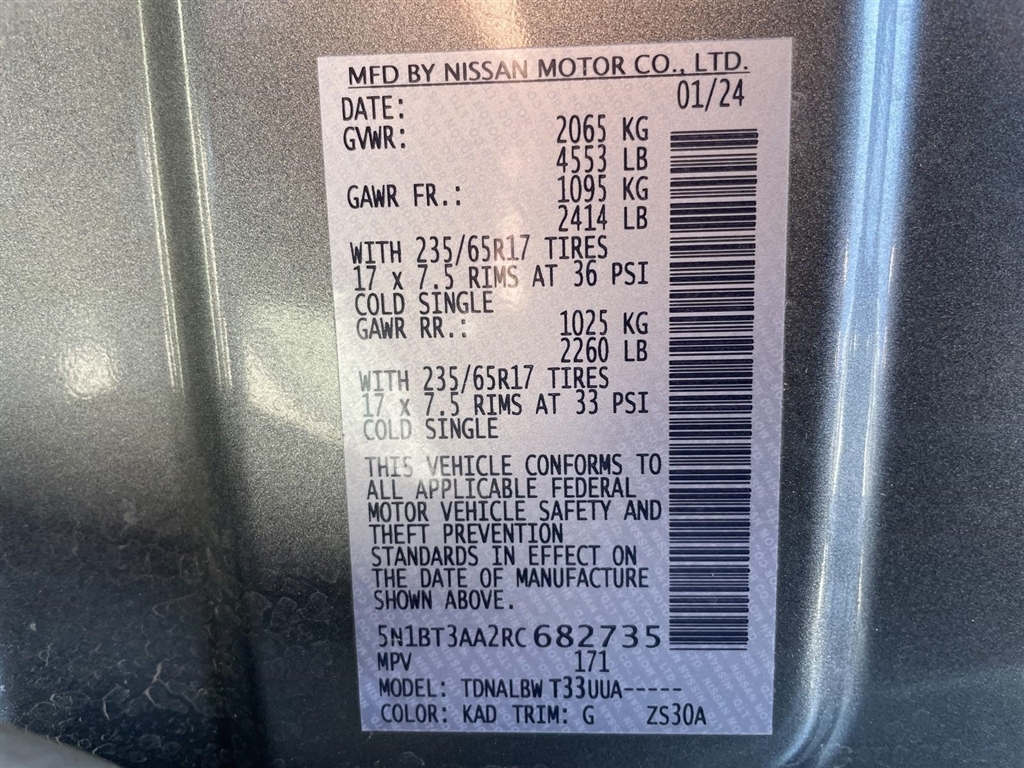 MFD BY NISSAN MOTOR CO., LTD.
DATE: 01/24
GVWR: 2065 KG
4553 LB
GAWR FR.: 1095 KG
2414 LB
WITH 235/65R17 TIRES
17 x 7.5 RIMS AT 36 PSI
COLD SINGLE
GAWR RR.: 1025 KG
2260 LB
WITH 235/65R17 TIRES
17 x 7.5 RIMS AT 33 PSI
COLD SINGLE
THIS VEHICLE CONFORMS TO
ALL APPLICABLE FEDERAL
MOTOR VEHICLE SAFETY AND
THEFT PREVENTION
STANDARDS IN EFFECT ON
THE DATE OF MANUFACTURE
SHOWN ABOVE.
5N1BT3AA2RC682735
MPV 171
MODEL: TDNALBW T33UUA-----
COLOR: KAD TRIM: G ZS30A